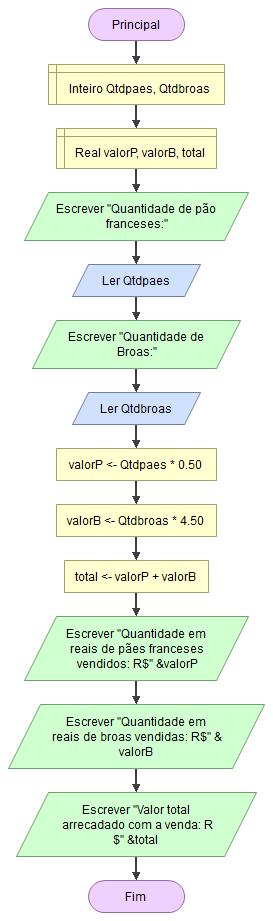 Principal
Inteiro Qtdpaes, Qtdbroas
Real valorP, valorB, total
Escrever "Quantidade de pão
franceses:"
Ler Qtdpaes
Escrever "Quantidade de
Broas:"
Ler Qtdbroas
valorP <- Qtdpaes * 0.50
valorB <- Qtdbroas * 4.50
total <- valorP + valorB
Escrever "Quantidade em
reais de pães franceses
vendidos: R$" &valorP
Escrever "Quantidade em
reais de broas vendidas: R$" &
valorB
Escrever "Valor total
arrecadado com a venda: R
$" &total
Fim